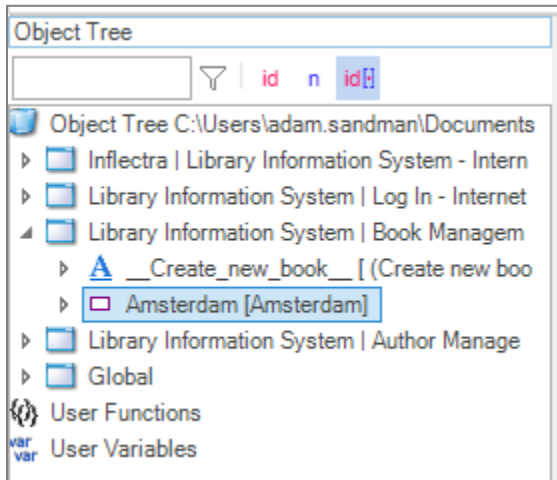 Object Tree
id n id[·]
Object Tree C:\Users\adam.sandman\Documents
Inflectra | Library Information System - Intern
Library Information System | Log In - Internet
Library Information System | Book Managem
A __Create_new_book__ [ (Create new boo
Amsterdam [Amsterdam]
Library Information System | Author Manage
Global
{()} User Functions
var
var User Variables